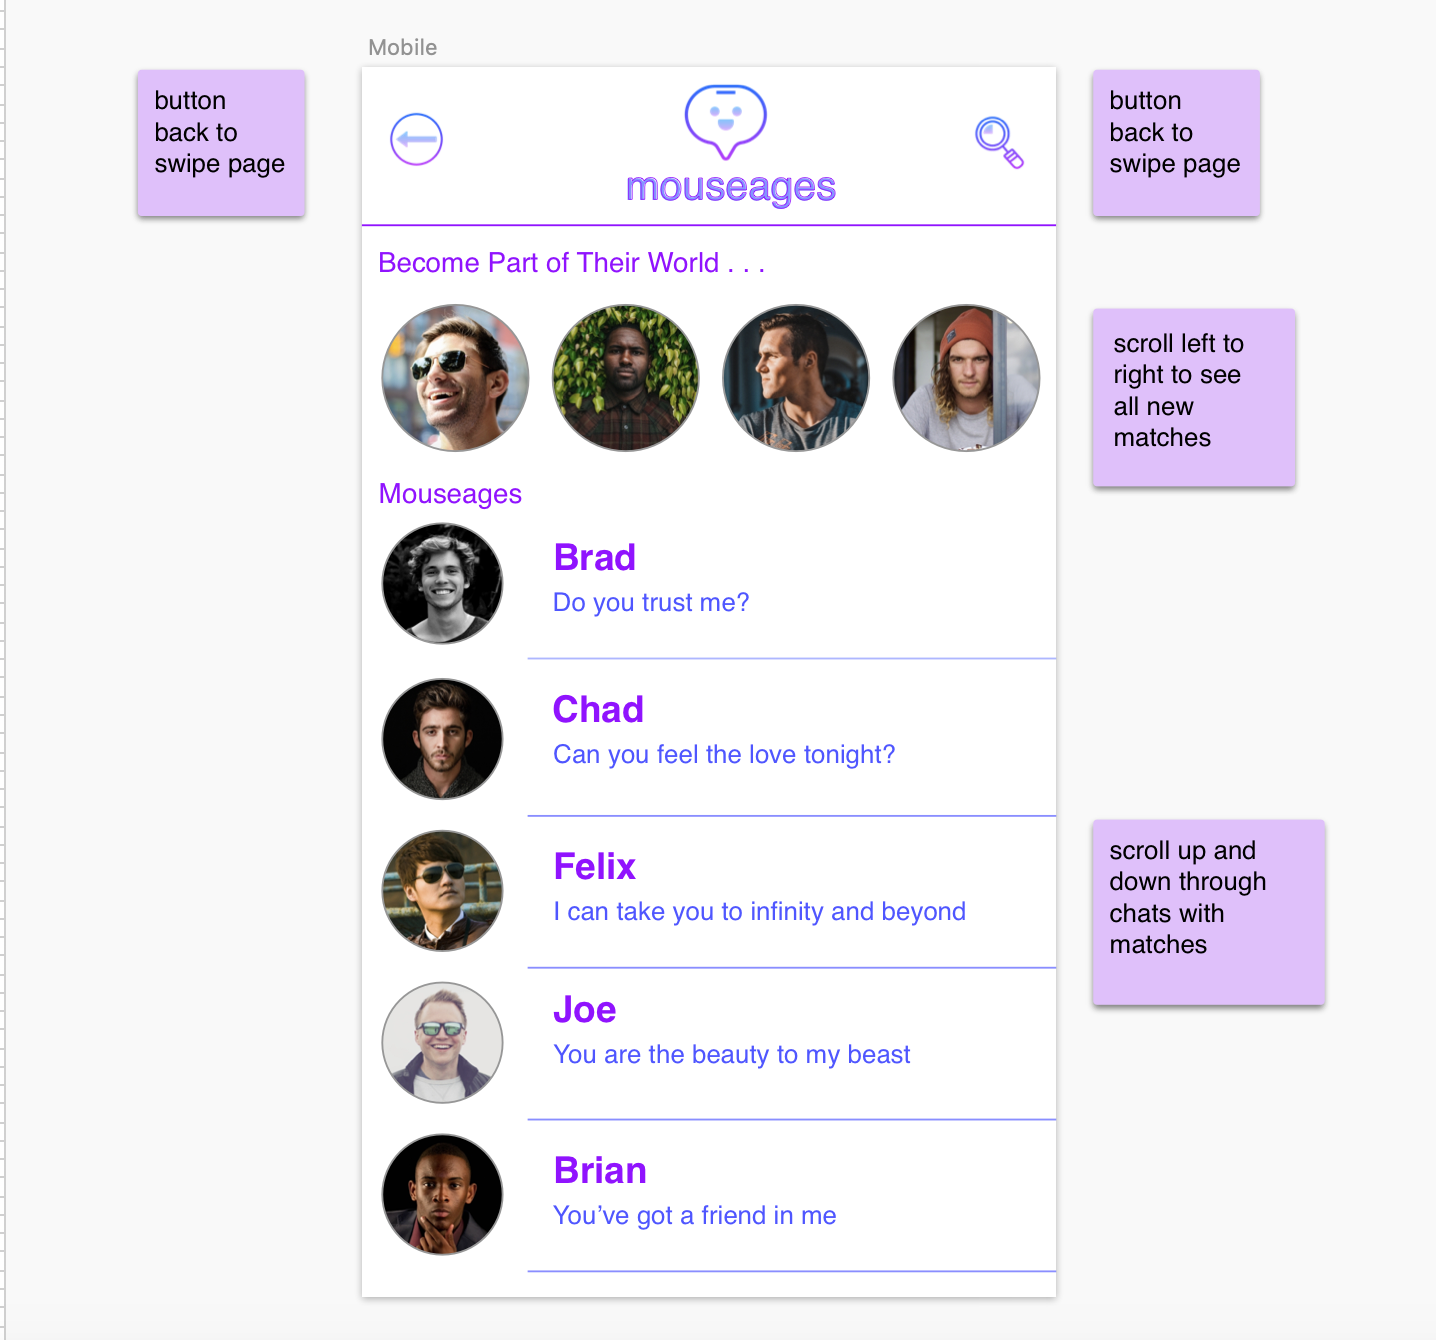 Mobile
button
back to
swipe page
mouseages
button
back to
swipe page
Become Part of Their World . . .
scroll left to
right to see
all new
matches
Mouseages
Brad
Do you trust me?
Chad
Can you feel the love tonight?
Felix
I can take you to infinity and beyond
scroll up and
down through
chats with
matches
Joe
You are the beauty to my beast
Brian
You’ve got a friend in me